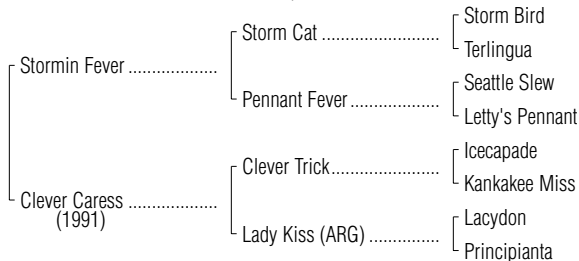 Storm Bird
Storm Cat ........................
Terlingua
Stormin Fever ..................
Seattle Slew
Pennant Fever ..................
Letty's Pennant
Icecapade
Clever Trick......................
Kankakee Miss
Clever Caress ..................
(1991)
Lacydon
Lady Kiss (ARG) ..............
Principianta